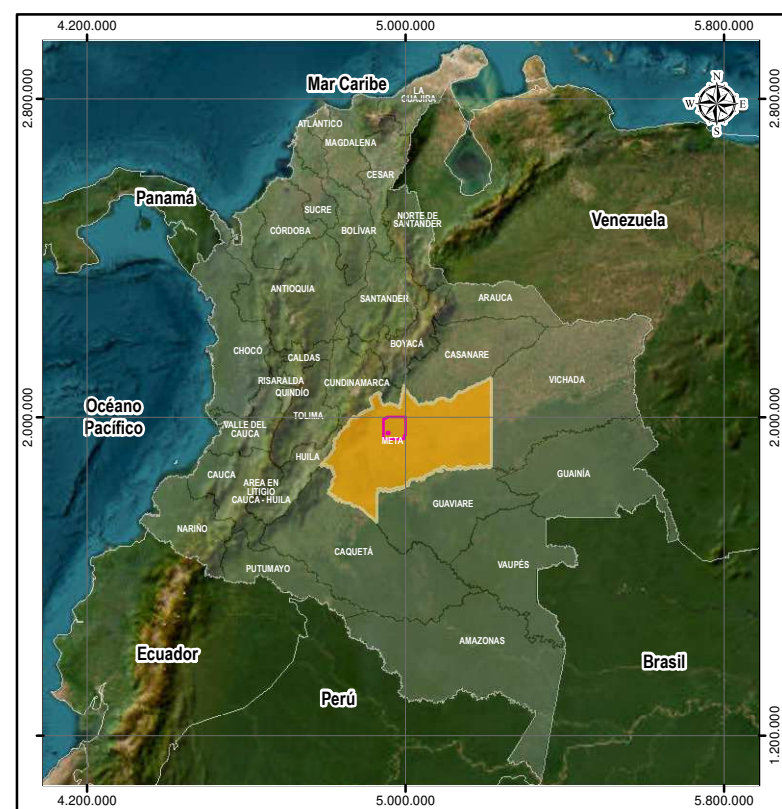 4.200.000
5.000.000
5.800.000
2.800.000
2.800.000
Mar Caribe
LA
GUAJIRA
N
W
E
S
ATLÁNTICO
MAGDALENA
CESAR
Panamá
SUCRE
NORTE DE
SANTANDER
Venezuela
CÓRDOBA
BOLÍVAR
ANTIOQUIA
SANTANDER
ARAUCA
CHOCÓ
BOYACÁ
CALDAS
CASANARE
RISARALDA
CUNDINAMARCA
VICHADA
QUINDÍO
Océano
Pacífico
TOLIMA
2.000.000
2.000.000
VALLE DEL
CAUCA
META
HUILA
CAUCA
AREA EN
LITIGIO
CAUCA - HUILA
GUAINÍA
GUAVIARE
NARIÑO
CAQUETÁ
PUTUMAYO
VAUPÉS
AMAZONAS
Ecuador
Perú
Brasil
1.200.000
1.200.000
4.200.000
5.000.000
5.800.000